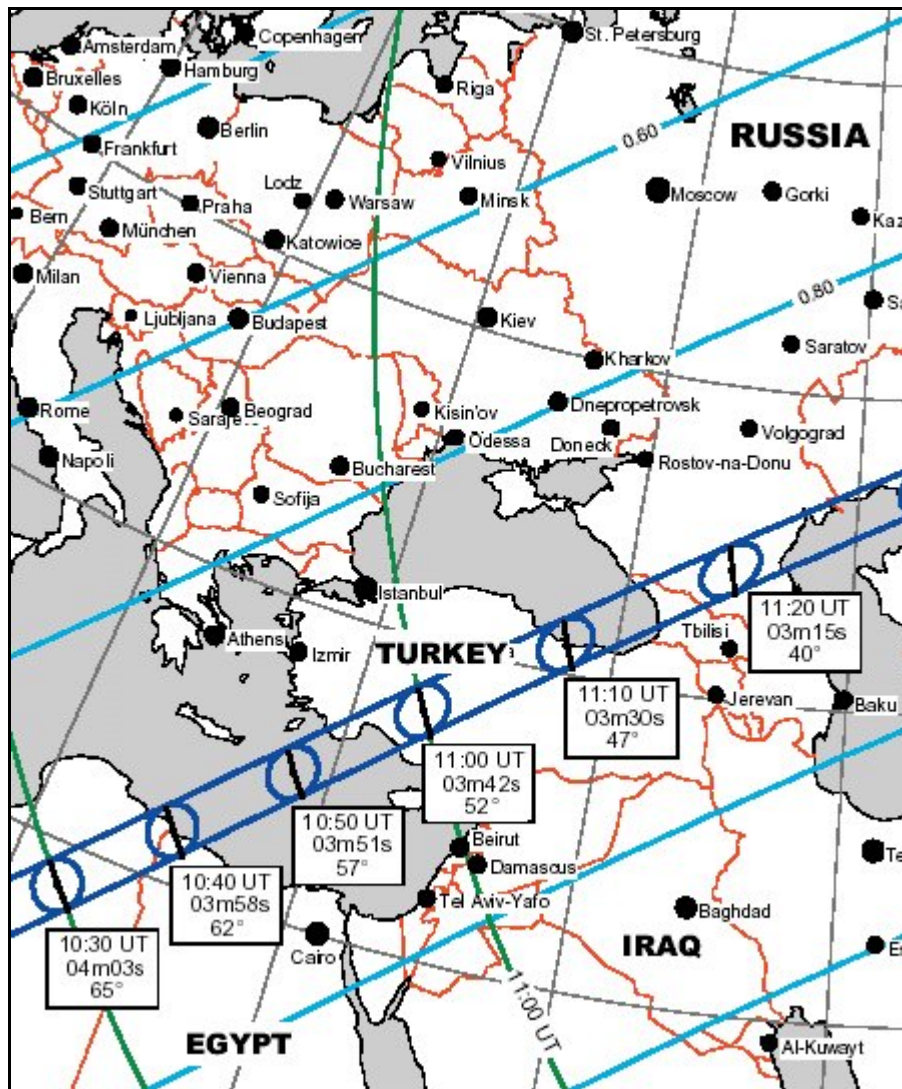 Copenhagen
St. Petersburg
Amsterdam
Hamburg
Bruxelles
Riga
Köln
Berlin
0.60
RUSSIA
Frankfurt
Vilnius
Lodz
Stuttgart
Praha
Warsaw
Minsk
Moscow
Gorki
Bern
München
Katowice
Kaz
Milan
Vienna
0.80
Sa
Ljubljana
Budapest
Kiev
Saratov
Kharkov
Rome
Sarajevo
Beograd
Kisin'ov
Dnepropetrovsk
Odessa
Doneck
Volgograd
Napoli
Bucharest
Rostov-na-Donu
Sofija
Istanbul
Athens
Izmir
TURKEY
a
Tbilisi
11:20 UT
03m15s
40°
Jerevan
Baku
11:10 UT
03m30s
47°
11:00 UT
03m42s
52°
10:50 UT
03m51s
57°
Beirut
Damascus
Te
10:40 UT
03m58s
62°
Tel Aviv-Yafo
Baghdad
Cairo
10:30 UT
04m03s
65°
IRAQ
Es
11:00 UT
EGYPT
Al-Kuwayt